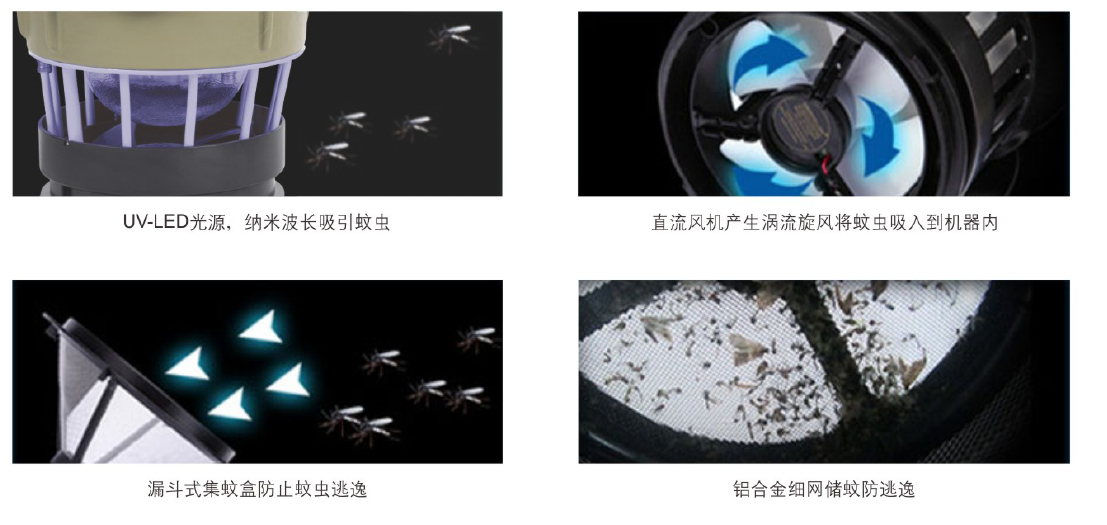 UV-LED光源，纳米波长吸引蚊虫
直流风机产生涡流旋风将蚊虫吸入到机器内
漏斗式集蚊盒防止蚊虫逃逸
铝合金细网储蚊防逃逸